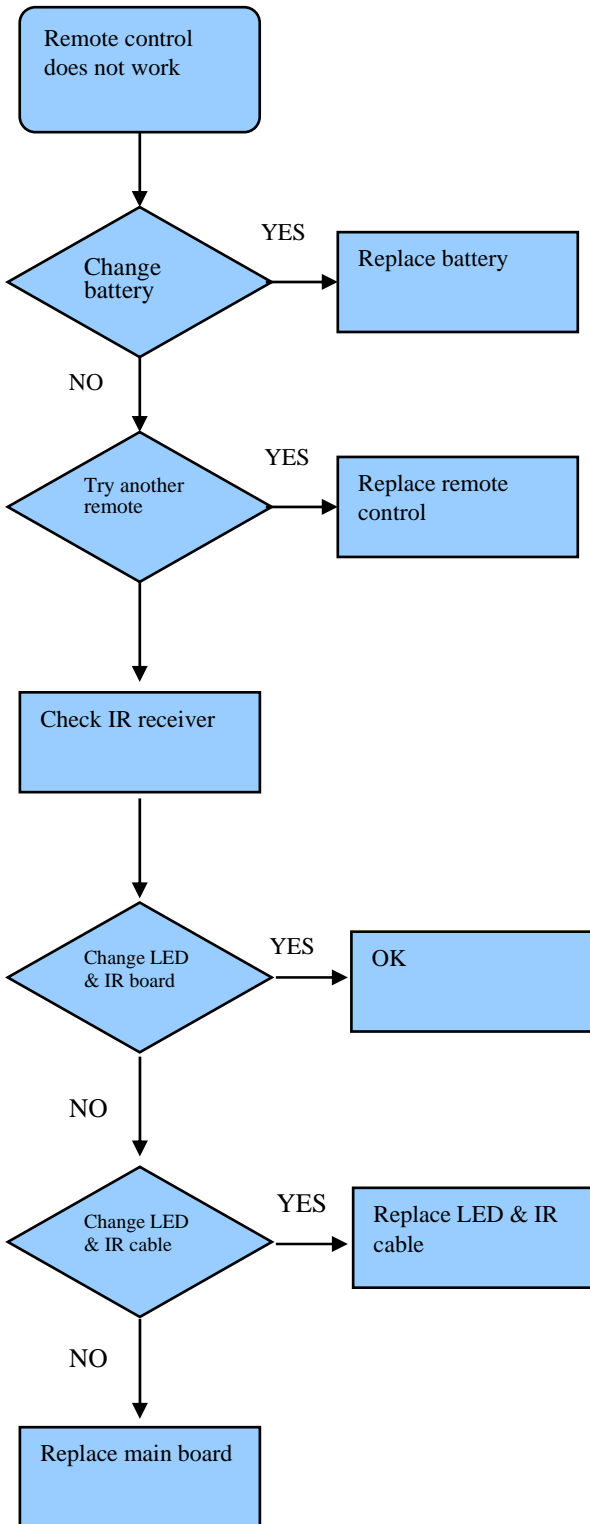 Remote control
does not work
YES
Change
battery
Replace battery
NO
YES
Try another
remote
Replace remote
control
Check IR receiver
YES
Change LED
& IR board
OK
NO
YES
Change LED
& IR cable
Replace LED & IR
cable
NO
Replace main board